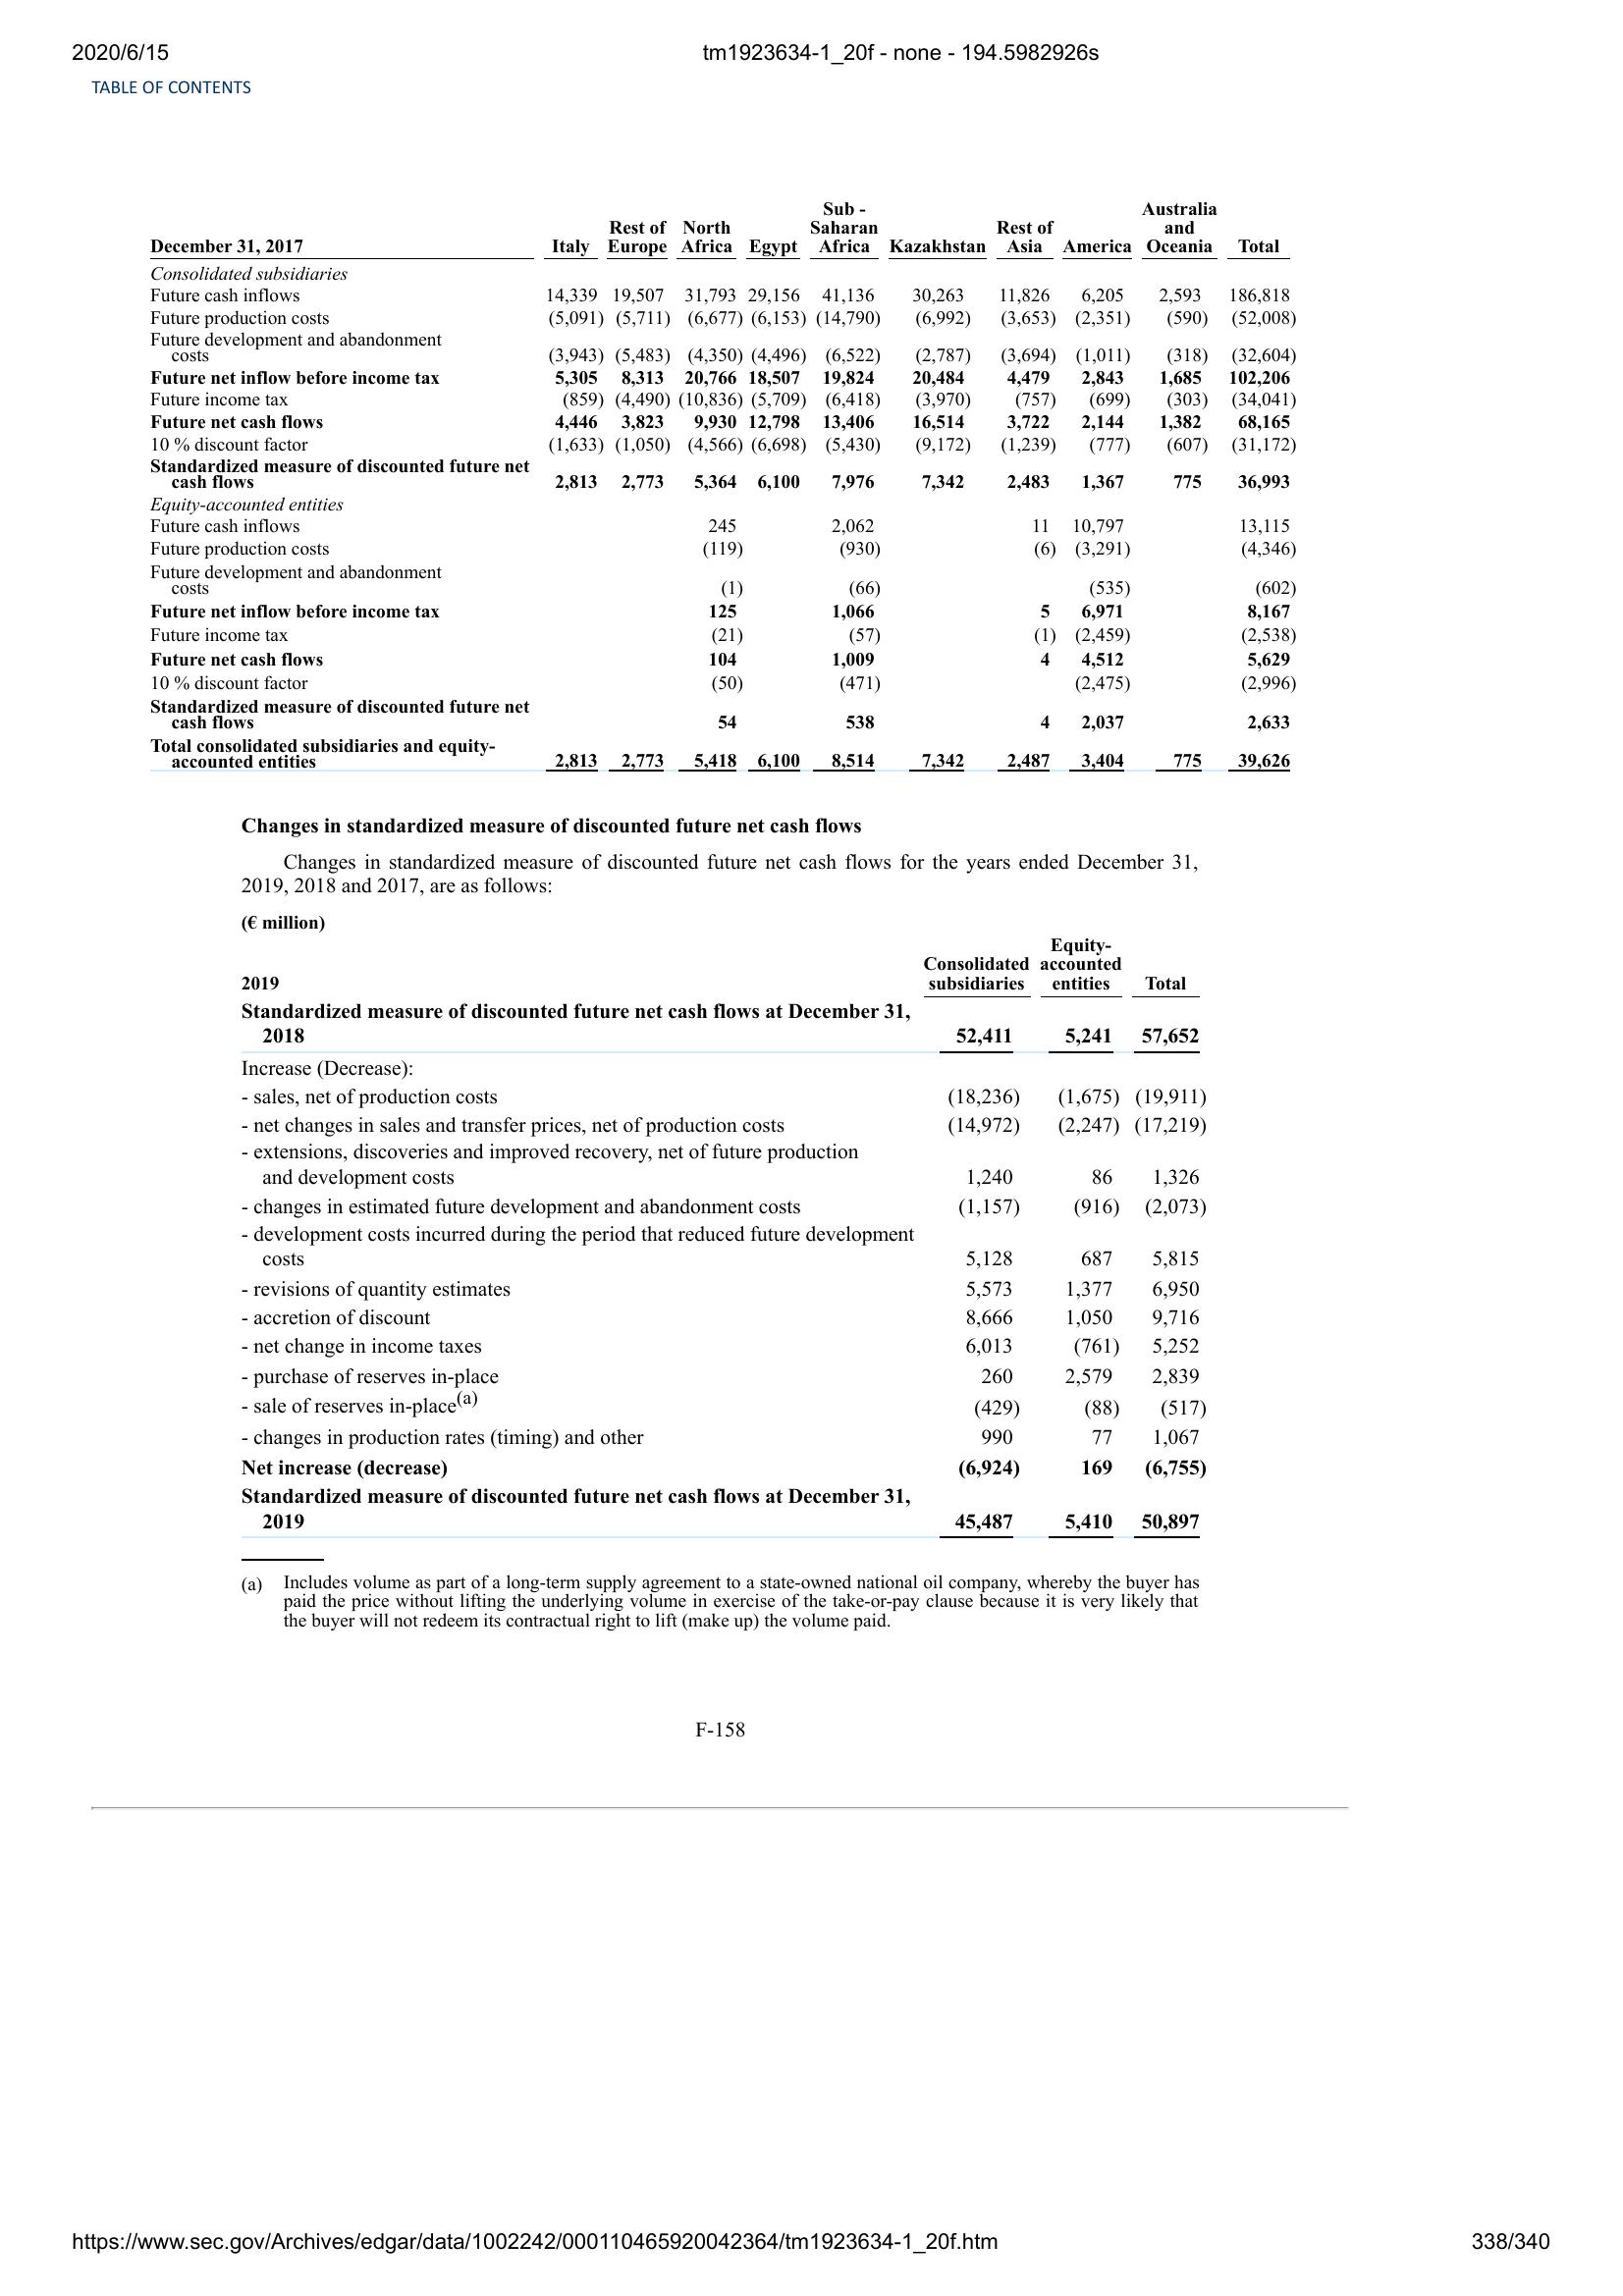 2020/6/15 tm1923634-1_20f - none - 194.5982926s
TABLE OF CONTENTS
December 31, 2017 Italy Rest of Europe North Africa Egypt Sub - Saharan Africa Kazakhstan Rest of Asia America Australia and Oceania Total
Consolidated subsidiaries
Future cash inflows 14,339 19,507 31,793 29,156 41,136 30,263 11,826 6,205 2,593 186,818
Future production costs (5,091) (5,711) (6,677) (6,153) (14,790) (6,992) (3,653) (2,351) (590) (52,008)
Future development and abandonment
costs (3,943) (5,483) (4,350) (4,496) (6,522) (2,787) (3,694) (1,011) (318) (32,604)
Future net inflow before income tax 5,305 8,313 20,766 18,507 19,824 20,484 4,479 2,843 1,685 102,206
Future income tax (859) (4,490) (10,836) (5,709) (6,418) (3,970) (757) (699) (303) (34,041)
Future net cash flows 4,446 3,823 9,930 12,798 13,406 16,514 3,722 2,144 1,382 68,165
10 % discount factor (1,633) (1,050) (4,566) (6,698) (5,430) (9,172) (1,239) (777) (607) (31,172)
Standardized measure of discounted future net
cash flows 2,813 2,773 5,364 6,100 7,976 7,342 2,483 1,367 775 36,993
Equity-accounted entities
Future cash inflows 245 2,062 11 10,797 13,115
Future production costs (119) (930) (6) (3,291) (4,346)
Future development and abandonment
costs (1) (66) (535) (602)
Future net inflow before income tax 125 1,066 5 6,971 8,167
Future income tax (21) (57) (1) (2,459) (2,538)
Future net cash flows 104 1,009 4 4,512 5,629
10 % discount factor (50) (471) (2,475) (2,996)
Standardized measure of discounted future net
cash flows 54 538 4 2,037 2,633
Total consolidated subsidiaries and equity-
accounted entities 2,813 2,773 5,418 6,100 8,514 7,342 2,487 3,404 775 39,626
Changes in standardized measure of discounted future net cash flows
Changes in standardized measure of discounted future net cash flows for the years ended December 31,
2019, 2018 and 2017, are as follows:
(€ million)
2019 Consolidated subsidiaries Equity-accounted entities Total
Standardized measure of discounted future net cash flows at December 31,
2018 52,411 5,241 57,652
Increase (Decrease):
- sales, net of production costs (18,236) (1,675) (19,911)
- net changes in sales and transfer prices, net of production costs (14,972) (2,247) (17,219)
- extensions, discoveries and improved recovery, net of future production
and development costs 1,240 86 1,326
- changes in estimated future development and abandonment costs (1,157) (916) (2,073)
- development costs incurred during the period that reduced future development
costs 5,128 687 5,815
- revisions of quantity estimates 5,573 1,377 6,950
- accretion of discount 8,666 1,050 9,716
- net change in income taxes 6,013 (761) 5,252
- purchase of reserves in-place 260 2,579 2,839
- sale of reserves in-place(a) (429) (88) (517)
- changes in production rates (timing) and other 990 77 1,067
Net increase (decrease) (6,924) 169 (6,755)
Standardized measure of discounted future net cash flows at December 31,
2019 45,487 5,410 50,897
(a) Includes volume as part of a long-term supply agreement to a state-owned national oil company, whereby the buyer has
paid the price without lifting the underlying volume in exercise of the take-or-pay clause because it is very likely that
the buyer will not redeem its contractual right to lift (make up) the volume paid.
F-158
https://www.sec.gov/Archives/edgar/data/1002242/000110465920042364/tm1923634-1_20f.htm 338/340